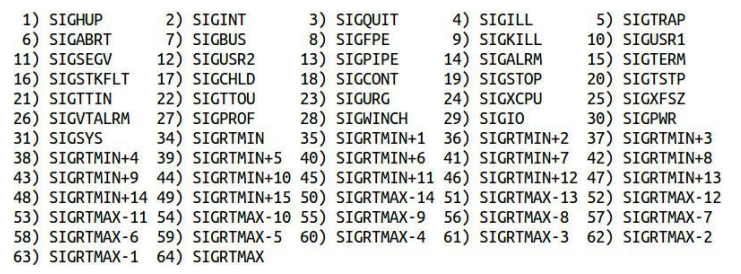 1) SIGHUP 2) SIGINT 3) SIGQUIT 4) SIGILL 5) SIGTRAP
6) SIGABRT 7) SIGBUS 8) SIGFPE 9) SIGKILL 10) SIGUSR1
11) SIGSEGV 12) SIGUSR2 13) SIGPIPE 14) SIGALRM 15) SIGTERM
16) SIGSTKFLT 17) SIGCHLD 18) SIGCONT 19) SIGSTOP 20) SIGTSTP
21) SIGTTIN 22) SIGTTOU 23) SIGURG 24) SIGXCPU 25) SIGXFSZ
26) SIGVTALRM 27) SIGPROF 28) SIGWINCH 29) SIGIO 30) SIGPWR
31) SIGSYS 34) SIGRTMIN 35) SIGRTMIN+1 36) SIGRTMIN+2 37) SIGRTMIN+3
38) SIGRTMIN+4 39) SIGRTMIN+5 40) SIGRTMIN+6 41) SIGRTMIN+7 42) SIGRTMIN+8
43) SIGRTMIN+9 44) SIGRTMIN+10 45) SIGRTMIN+11 46) SIGRTMIN+12 47) SIGRTMIN+13
48) SIGRTMIN+14 49) SIGRTMIN+15 50) SIGRTMAX-14 51) SIGRTMAX-13 52) SIGRTMAX-12
53) SIGRTMAX-11 54) SIGRTMAX-10 55) SIGRTMAX-9 56) SIGRTMAX-8 57) SIGRTMAX-7
58) SIGRTMAX-6 59) SIGRTMAX-5 60) SIGRTMAX-4 61) SIGRTMAX-3 62) SIGRTMAX-2
63) SIGRTMAX-1 64) SIGRTMAX